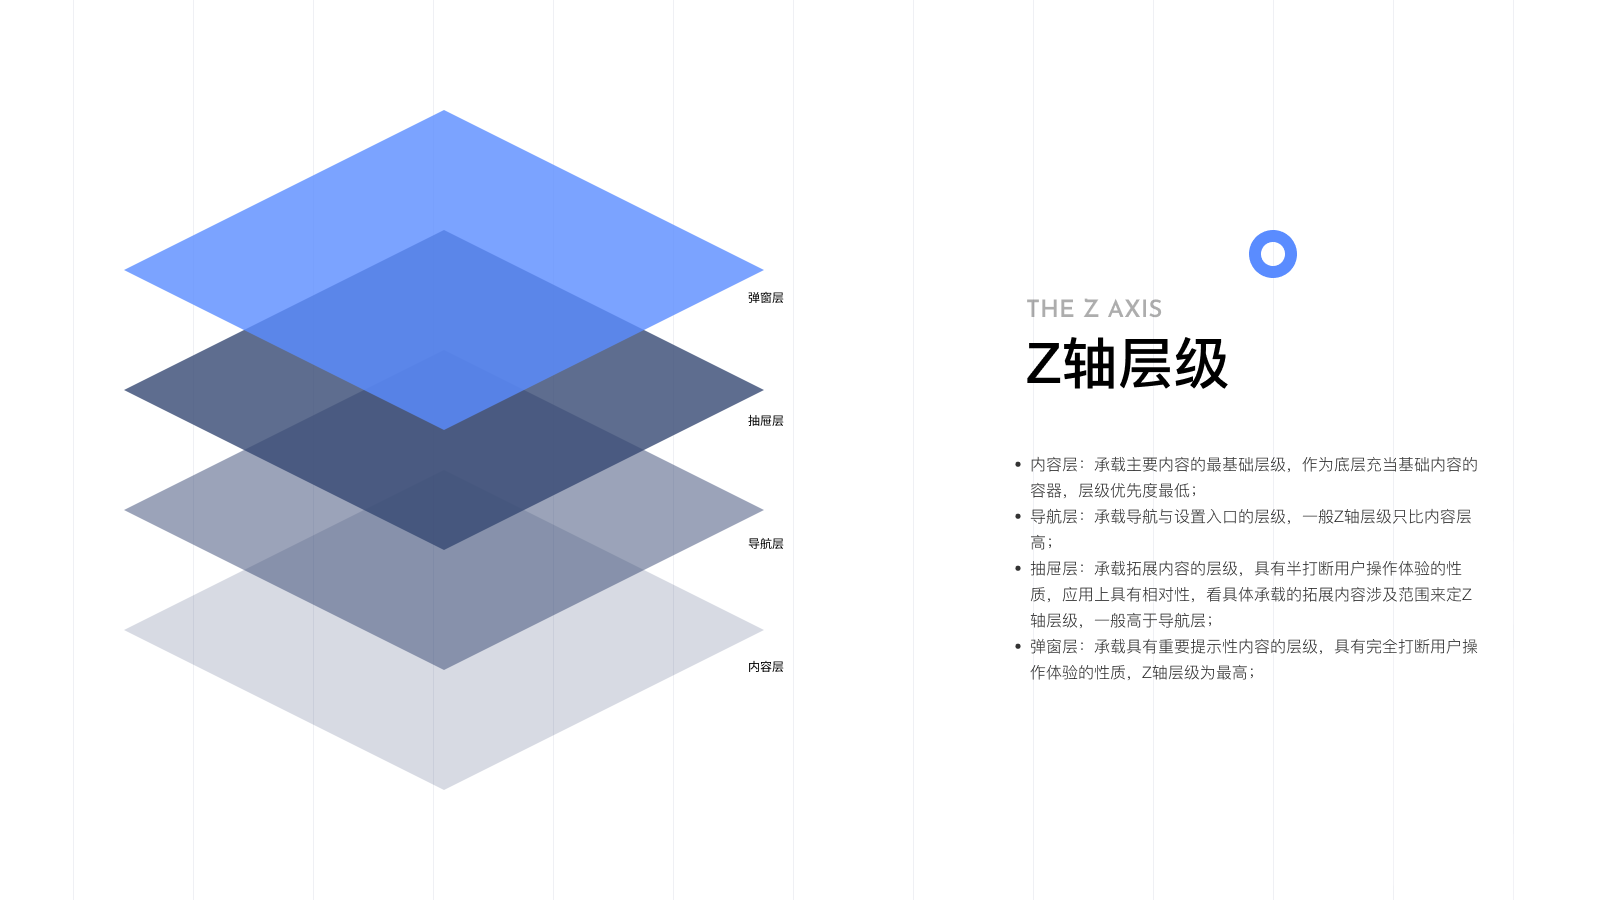 弹窗层
抽屉层
导航层
内容层
THE Z AXIS
Z轴层级
• 内容层：承载主要内容的最基础层级，作为底层充当基础内容的
容器，层级优先度最低；
• 导航层：承载导航与设置入口的层级，一般Z轴层级只比内容层
高；
• 抽屉层：承载拓展内容的层级，具有半打断用户操作体验的性
质，应用上具有相对性，看具体承载的拓展内容涉及范围来定Z
轴层级，一般高于导航层；
• 弹窗层：承载具有重要提示性内容的层级，具有完全打断用户操
作体验的性质，Z轴层级为最高；